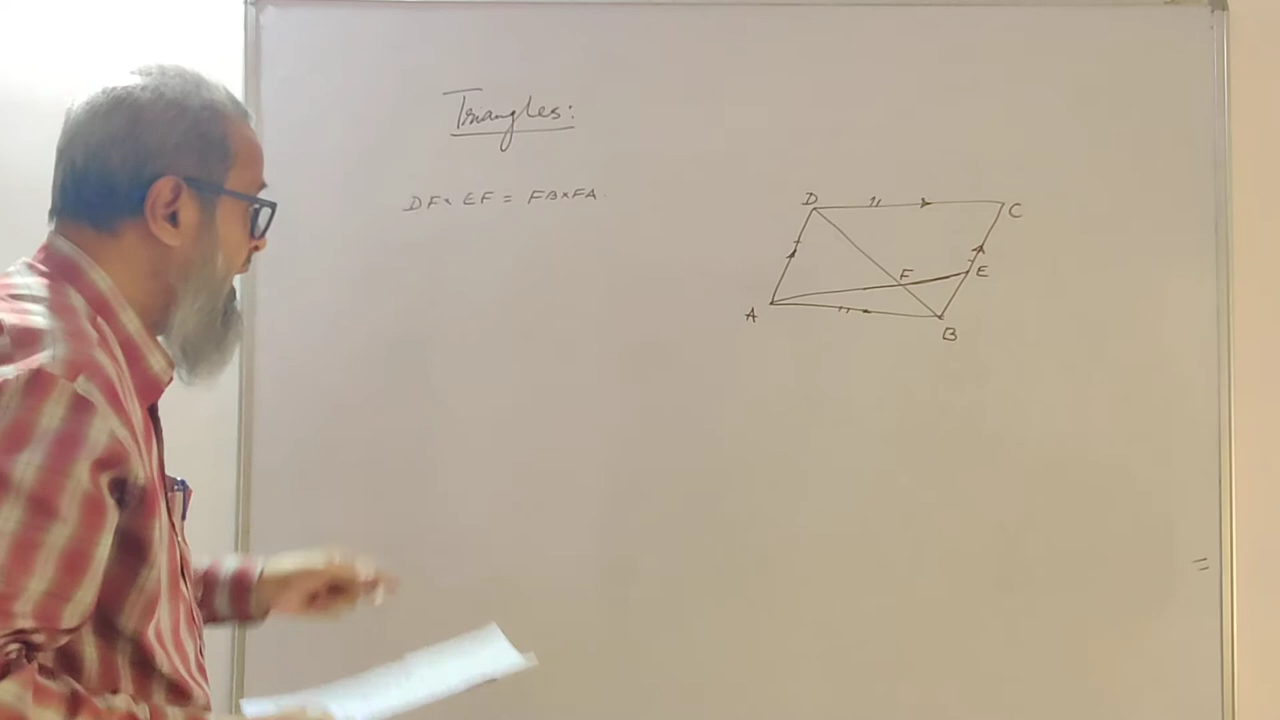 Triangles:
DF× EF = FB×FA.
D
C
F
E
A
B
=